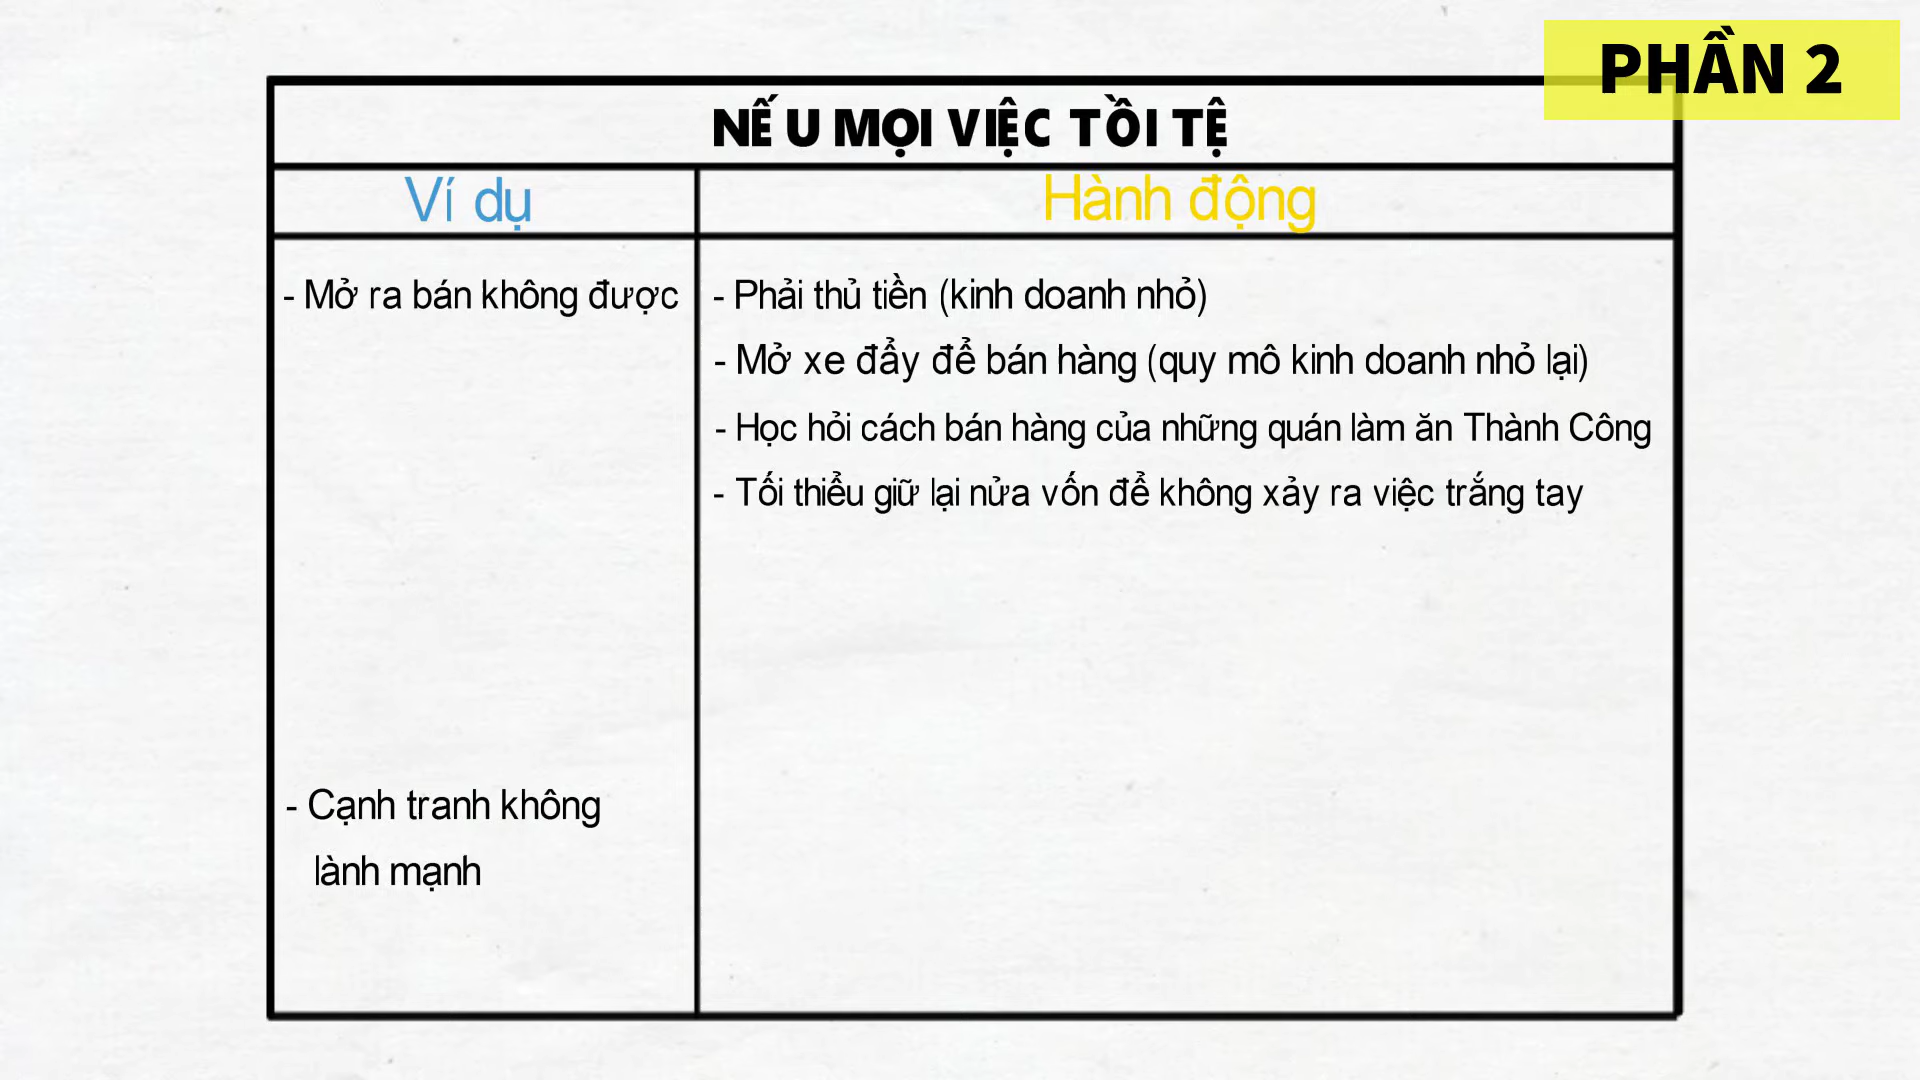 PHẦN 2
NẾU MỌI VIỆC TỒI TỆ
Ví dụ
Hành động
- Mở ra bán không được
- Phải thủ tiền (kinh doanh nhỏ)
- Mở xe đẩy để bán hàng (quy mô kinh doanh nhỏ lại)
- Học hỏi cách bán hàng của những quán làm ăn Thành Công
- Tối thiểu giữ lại nửa vốn để không xảy ra việc trắng tay
- Cạnh tranh không
lành mạnh